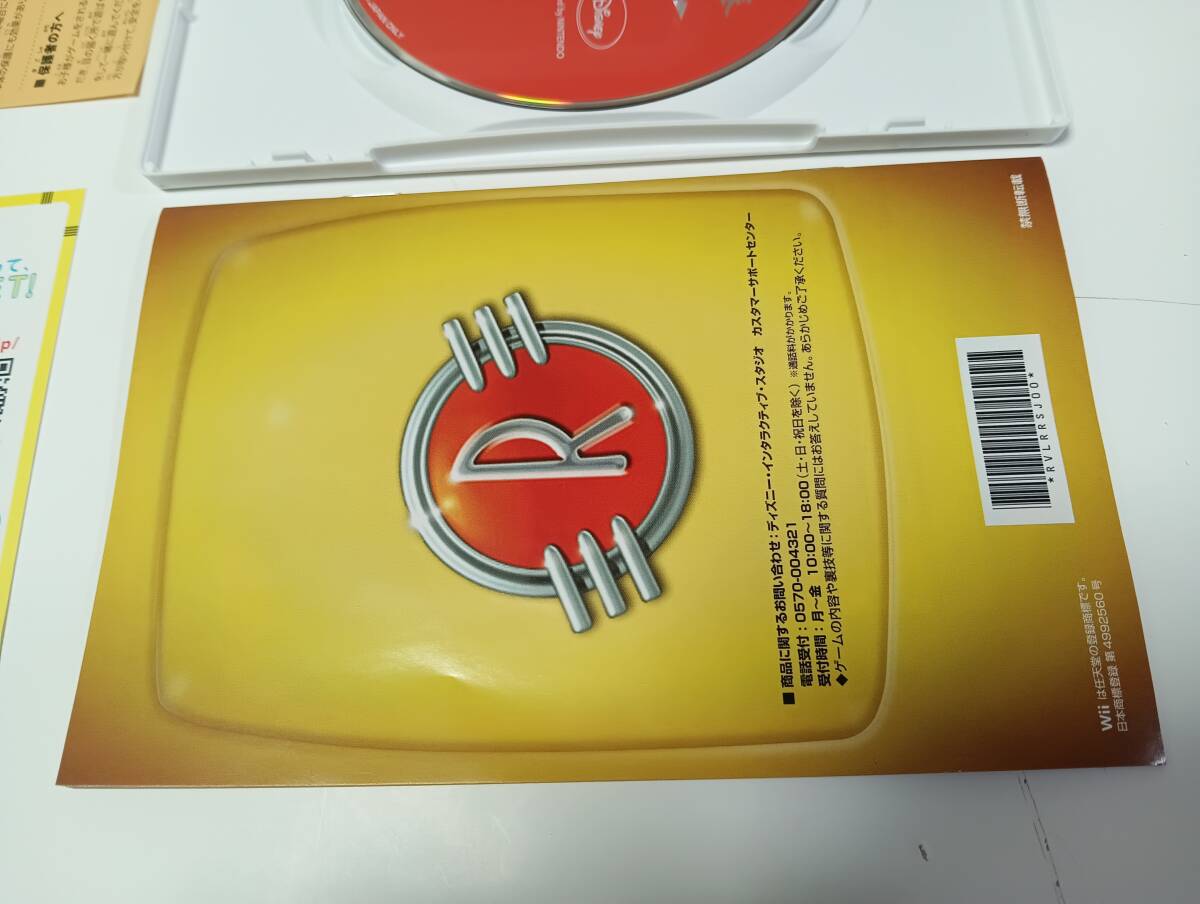 ■保護者の方へ
JAPAN ONLY
Disney
NINTENDO
T!
p/
R
■ 商品に関するお問い合わせ：ディズニー・インタラクティブ・スタジオ カスタマーサポートセンター
電話受付：0570-004321
受付時間：月～金 10:00～18:00（土・日・祝日を除く）※通話料がかかります。
◆ゲームの内容や裏技等に関する質問にはお答えしていません。あらかじめご了承ください。
禁無断転載
*RVLRRSJ00*
Wii は任天堂の登録商標です。
日本商標登録 第4992560号